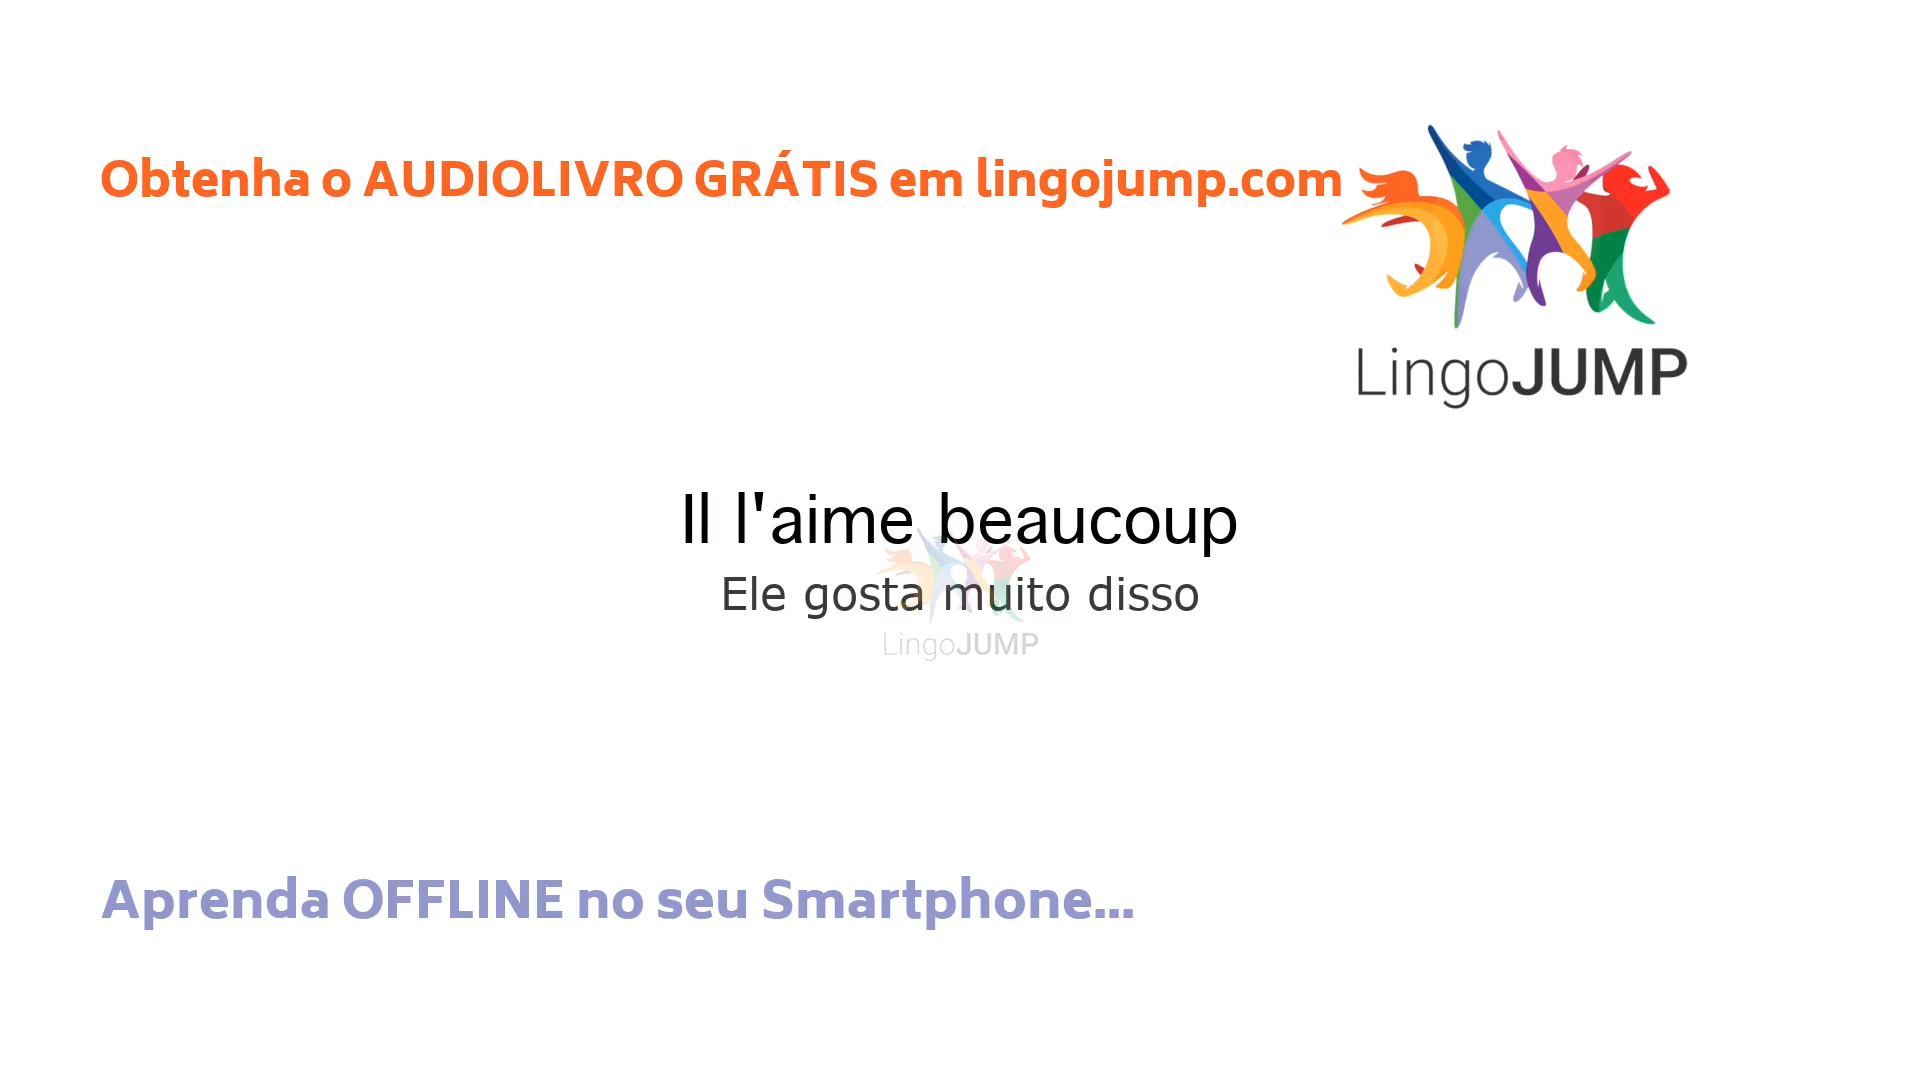 Obtenha o AUDIOLIVRO GRÁTIS em lingojump.com
LingoJUMP
Il l'aime beaucoup
Ele gosta muito disso
LingoJUMP
Aprenda OFFLINE no seu Smartphone...